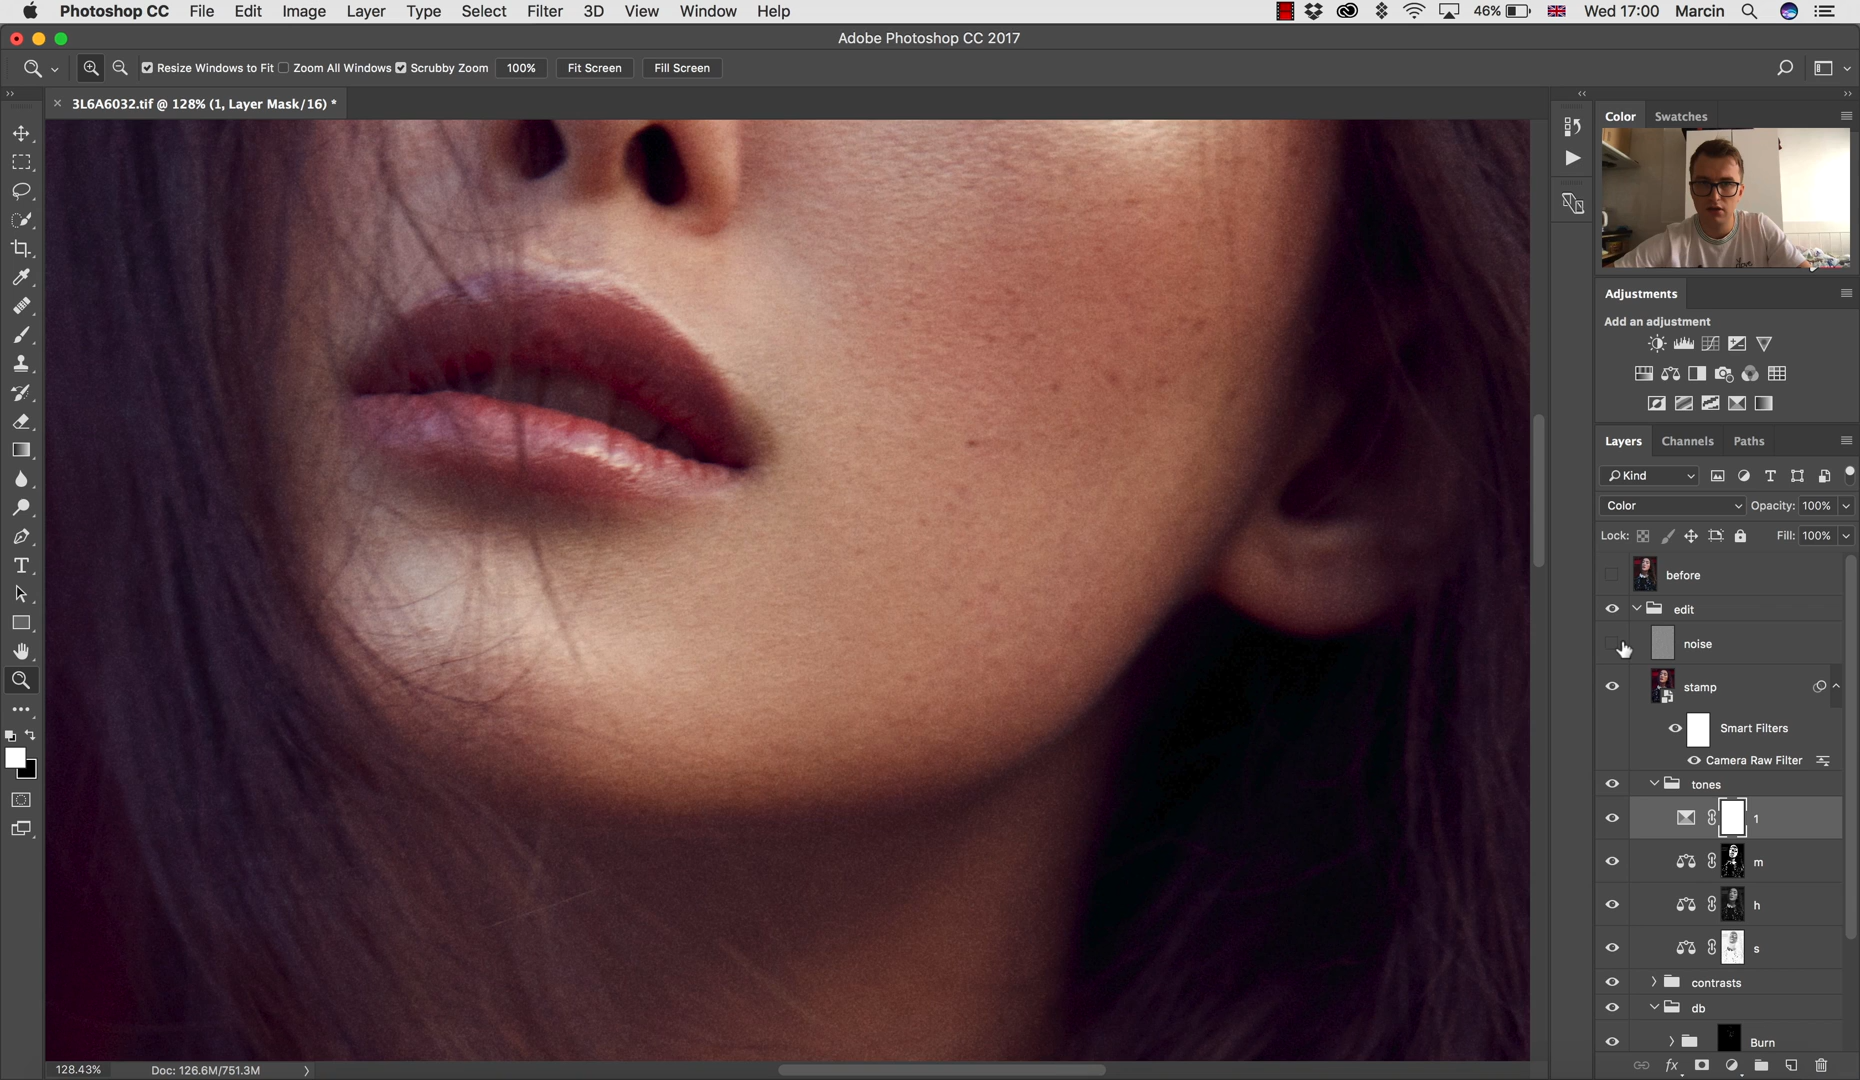 Photoshop CC File Edit Image Layer Type Select Filter 3D View Window Help 46% Wed 17:00 Marcin
Adobe Photoshop CC 2017
Resize Windows to Fit Zoom All Windows Scrubby Zoom 100% Fit Screen Fill Screen
3L6A6032.tif @ 128% (1, Layer Mask/16) *
Color Swatches
Adjustments
Add an adjustment
Layers Channels Paths
Kind
Color Opacity: 100%
Lock: Fill: 100%
before
edit
noise
stamp
Smart Filters
Camera Raw Filter
tones
1
m
h
s
contrasts
db
Burn
128.43% Doc: 126.6M/751.3M